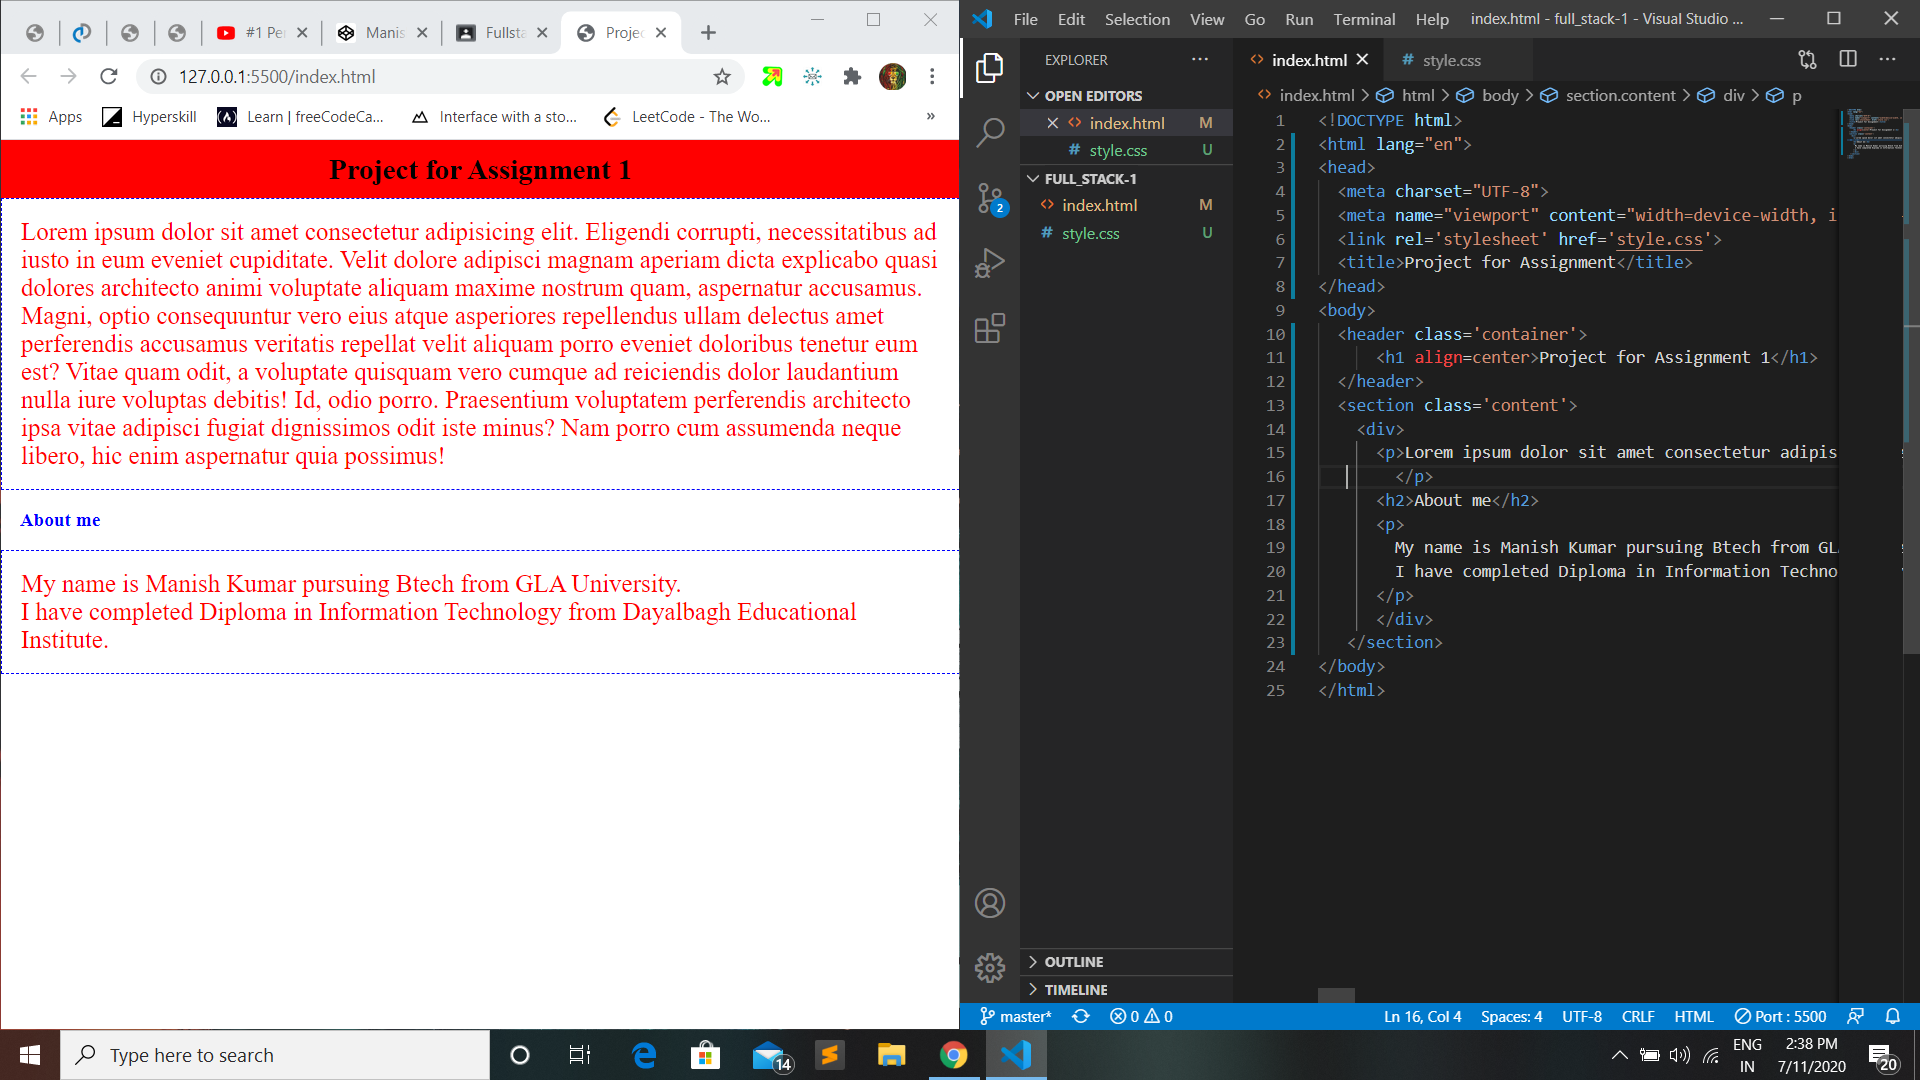 #1 Per
Manis
Fullsta
Projec
127.0.0.1:5500/index.html
Apps
Hyperskill
Learn | freeCodeCa...
Interface with a sto...
LeetCode - The Wo...
»
Project for Assignment 1
Lorem ipsum dolor sit amet consectetur adipisicing elit. Eligendi corrupti, necessitatibus ad
iusto in eum eveniet cupiditate. Velit dolore adipisci magnam aperiam dicta explicabo quasi
dolores architecto animi voluptate aliquam maxime nostrum quam, aspernatur accusamus.
Magni, optio consequuntur vero eius atque asperiores repellendus ullam delectus amet
perferendis accusamus veritatis repellat velit aliquam porro eveniet doloribus tenetur eum
est? Vitae quam odit, a voluptate quisquam vero cumque ad reiciendis dolor laudantium
nulla iure voluptas debitis! Id, odio porro. Praesentium voluptatem perferendis architecto
ipsa vitae adipisci fugiat dignissimos odit iste minus? Nam porro cum assumenda neque
libero, hic enim aspernatur quia possimus!
About me
My name is Manish Kumar pursuing Btech from GLA University.
I have completed Diploma in Information Technology from Dayalbagh Educational
Institute.
File Edit Selection View Go Run Terminal Help index.html - full_stack-1 - Visual Studio ...
EXPLORER
OPEN EDITORS
index.html M
# style.css U
FULL_STACK-1
index.html M
# style.css U
2
OUTLINE
TIMELINE
index.html
# style.css
index.html > html > body > section.content > div > p
1 <!DOCTYPE html>
2 <html lang="en">
3 <head>
4 <meta charset="UTF-8">
5 <meta name="viewport" content="width=device-width, i
6 <link rel='stylesheet' href='style.css'>
7 <title>Project for Assignment</title>
8 </head>
9 <body>
10 <header class='container'>
11 <h1 align=center>Project for Assignment 1</h1>
12 </header>
13 <section class='content'>
14 <div>
15 <p>Lorem ipsum dolor sit amet consectetur adipis
16 </p>
17 <h2>About me</h2>
18 <p>
19 My name is Manish Kumar pursuing Btech from GL
20 I have completed Diploma in Information Techno
21 </p>
22 </div>
23 </section>
24 </body>
25 </html>
master* 0 0 Ln 16, Col 4 Spaces: 4 UTF-8 CRLF HTML Port : 5500
Type here to search
14
ENG
IN
2:38 PM
7/11/2020
20